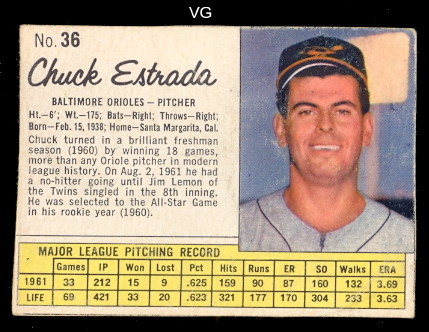 VG
No. 36
Chuck Estrada
BALTIMORE ORIOLES — PITCHER
Ht.—6'; Wt.—175; Bats—Right; Throws—Right;
Born—Feb. 15, 1938; Home—Santa Margarita, Cal.
Chuck turned in a brilliant freshman
season (1960) by winning 18 games,
more than any Oriole pitcher in modern
league history. On Aug. 2, 1961 he had
a no-hitter going until Jim Lemon of
the Twins singled in the 8th inning.
He was selected to the All-Star Game
in his rookie year (1960).
MAJOR LEAGUE PITCHING RECORD
Games IP Won Lost Pct Hits Runs ER SO Walks ERA
1961 33 212 15 9 .625 159 90 87 160 132 3.69
LIFE 69 421 33 20 .623 321 177 170 304 233 3.63